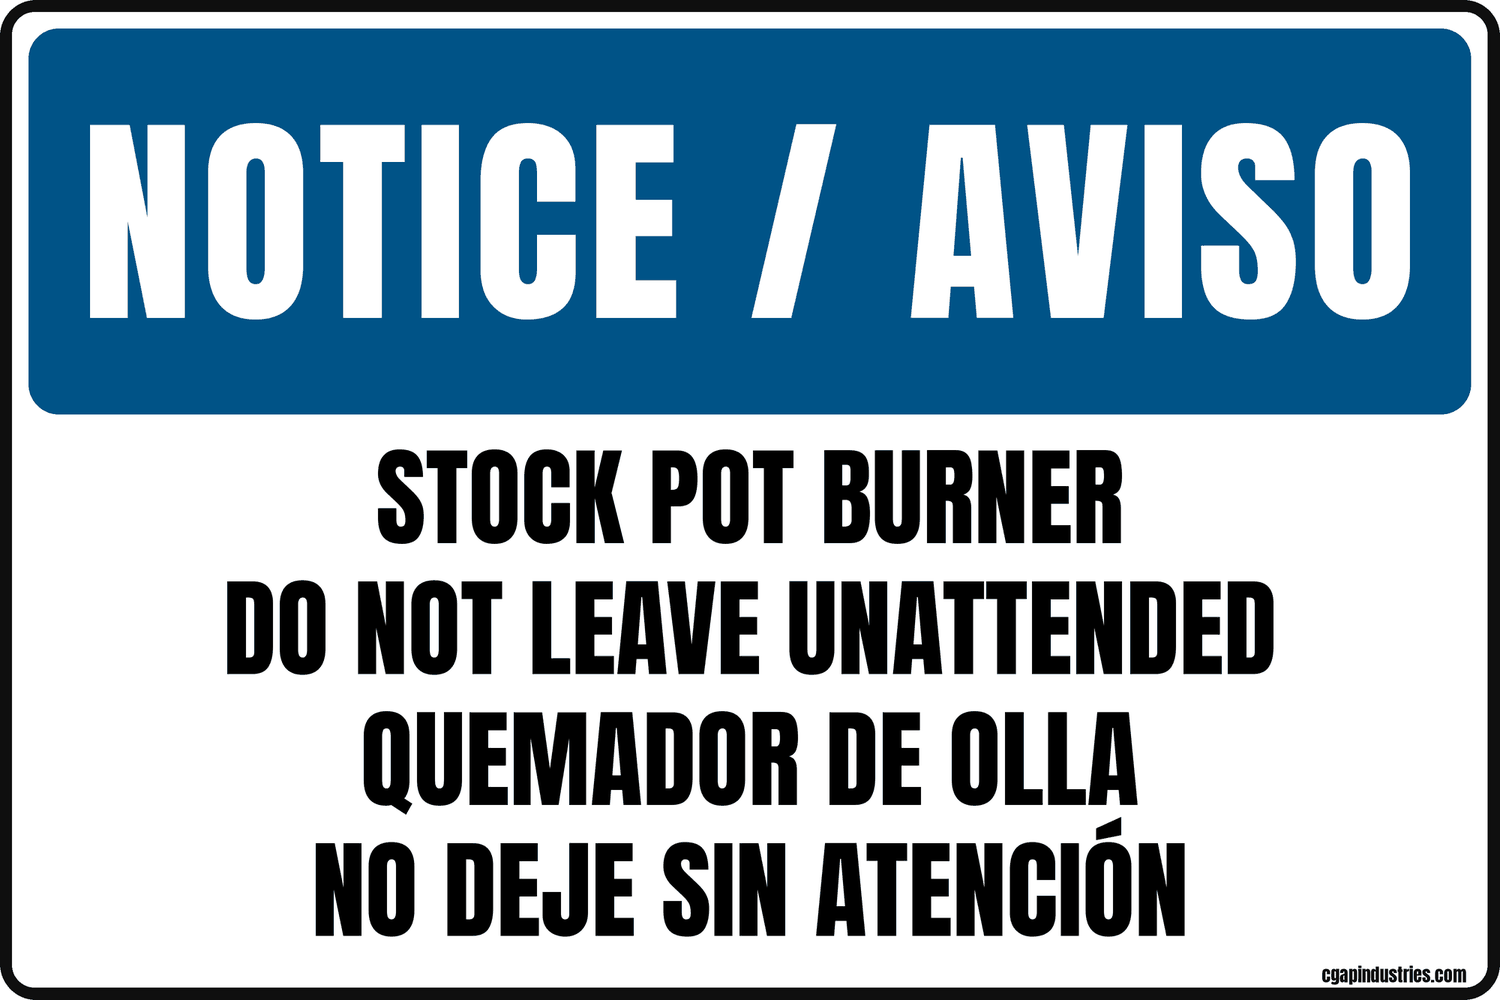 NOTICE / AVISO
STOCK POT BURNER
DO NOT LEAVE UNATTENDED
QUEMADOR DE OLLA
NO DEJE SIN ATENCIÓN
cgapindustries.com